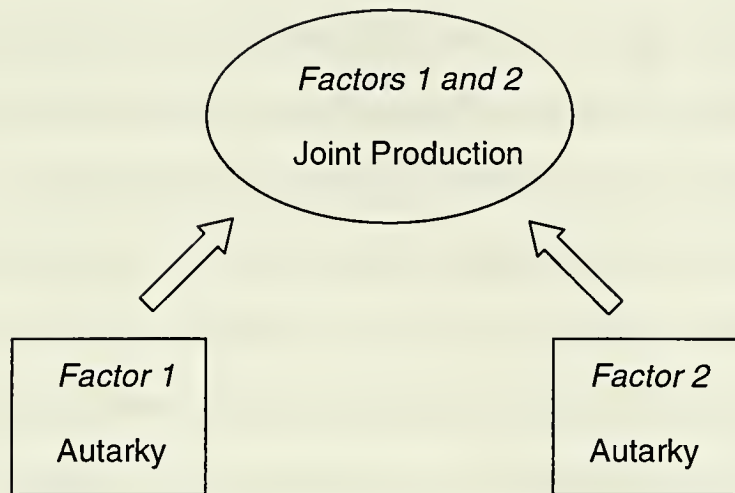 Factors 1 and 2
Joint Production
Factor 1
Autarky
Factor 2
Autarky